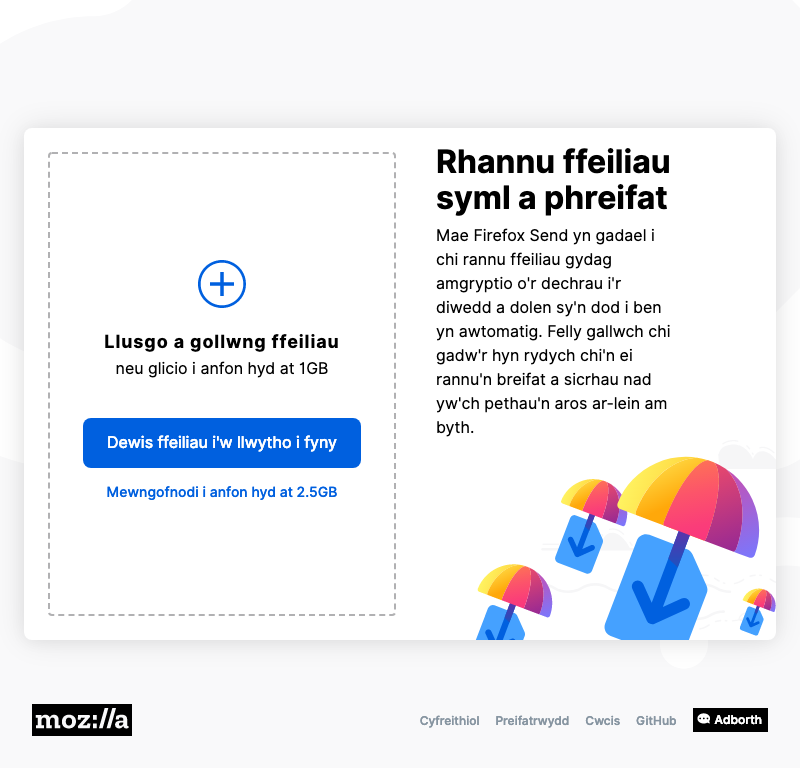 Llusgo a gollwng ffeiliau
neu glicio i anfon hyd at 1GB
Dewis ffeiliau i'w llwytho i fyny
Mewngofnodi i anfon hyd at 2.5GB
Rhannu ffeiliau
syml a phreifat
Mae Firefox Send yn gadael i
chi rannu ffeiliau gydag
amgryptio o'r dechrau i'r
diwedd a dolen sy'n dod i ben
yn awtomatig. Felly gallwch chi
gadw'r hyn rydych chi'n ei
rannu'n breifat a sicrhau nad
yw'ch pethau'n aros ar-lein am
byth.
moz://a
Cyfreithiol Preifatrwydd Cwcis GitHub Adborth